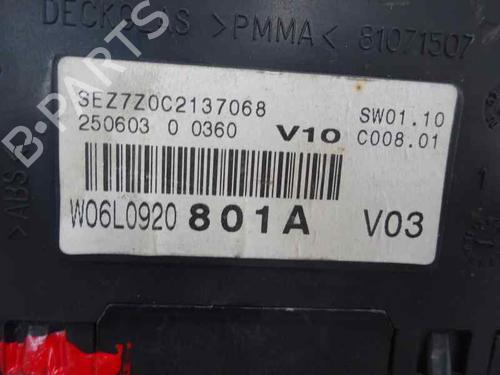 DECKGLAS >PMMA< 81071507
SEZ7Z0C2137068
SW01.10
250603 0 0360
V10
C008.01
W06L0920 801A V03
>ABS
B-Parts